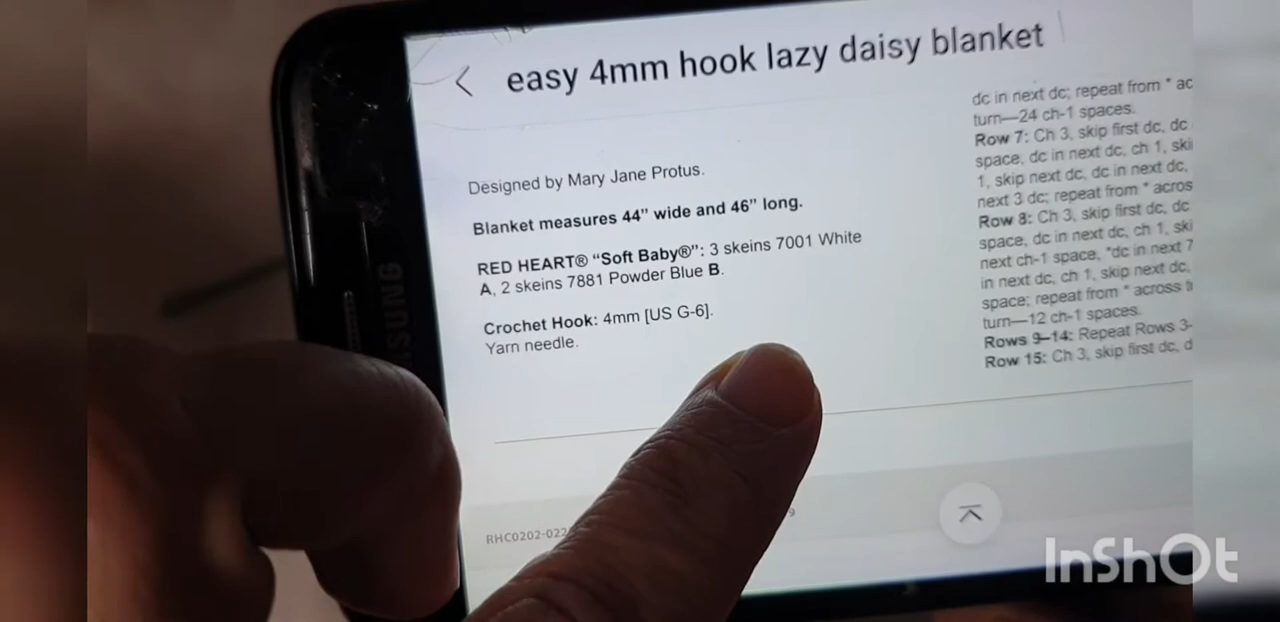 easy 4mm hook lazy daisy blanket
Designed by Mary Jane Protus.
Blanket measures 44” wide and 46” long.
RED HEART® “Soft Baby®”: 3 skeins 7001 White
A, 2 skeins 7881 Powder Blue B.
Crochet Hook: 4mm [US G-6].
Yarn needle.
RHC0202-022
9
dc in next dc; repeat from * ac
turn—24 ch-1 spaces.
Row 7: Ch 3, skip first dc, dc
space, dc in next dc, ch 1, ski
1, skip next dc, dc in next dc,
next 3 dc; repeat from * acros
Row 8: Ch 3, skip first dc, dc
space, dc in next dc, ch 1, ski
next ch-1 space, *dc in next 7
in next dc, ch 1, skip next dc,
space; repeat from * across
turn—12 ch-1 spaces.
Rows 9–14: Repeat Rows 3-
Row 15: Ch 3, skip first dc, d
SAMSUNG
InShOt